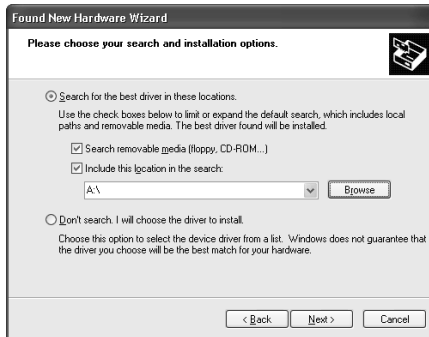 Found New Hardware Wizard
Please choose your search and installation options.
Search for the best driver in these locations.
Use the check boxes below to limit or expand the default search, which includes local
paths and removable media. The best driver found will be installed.
Search removable media (floppy, CD-ROM...)
Include this location in the search:
A:\
Browse
Don't search. I will choose the driver to install.
Choose this option to select the device driver from a list. Windows does not guarantee that
the driver you choose will be the best match for your hardware.
< Back
Next >
Cancel